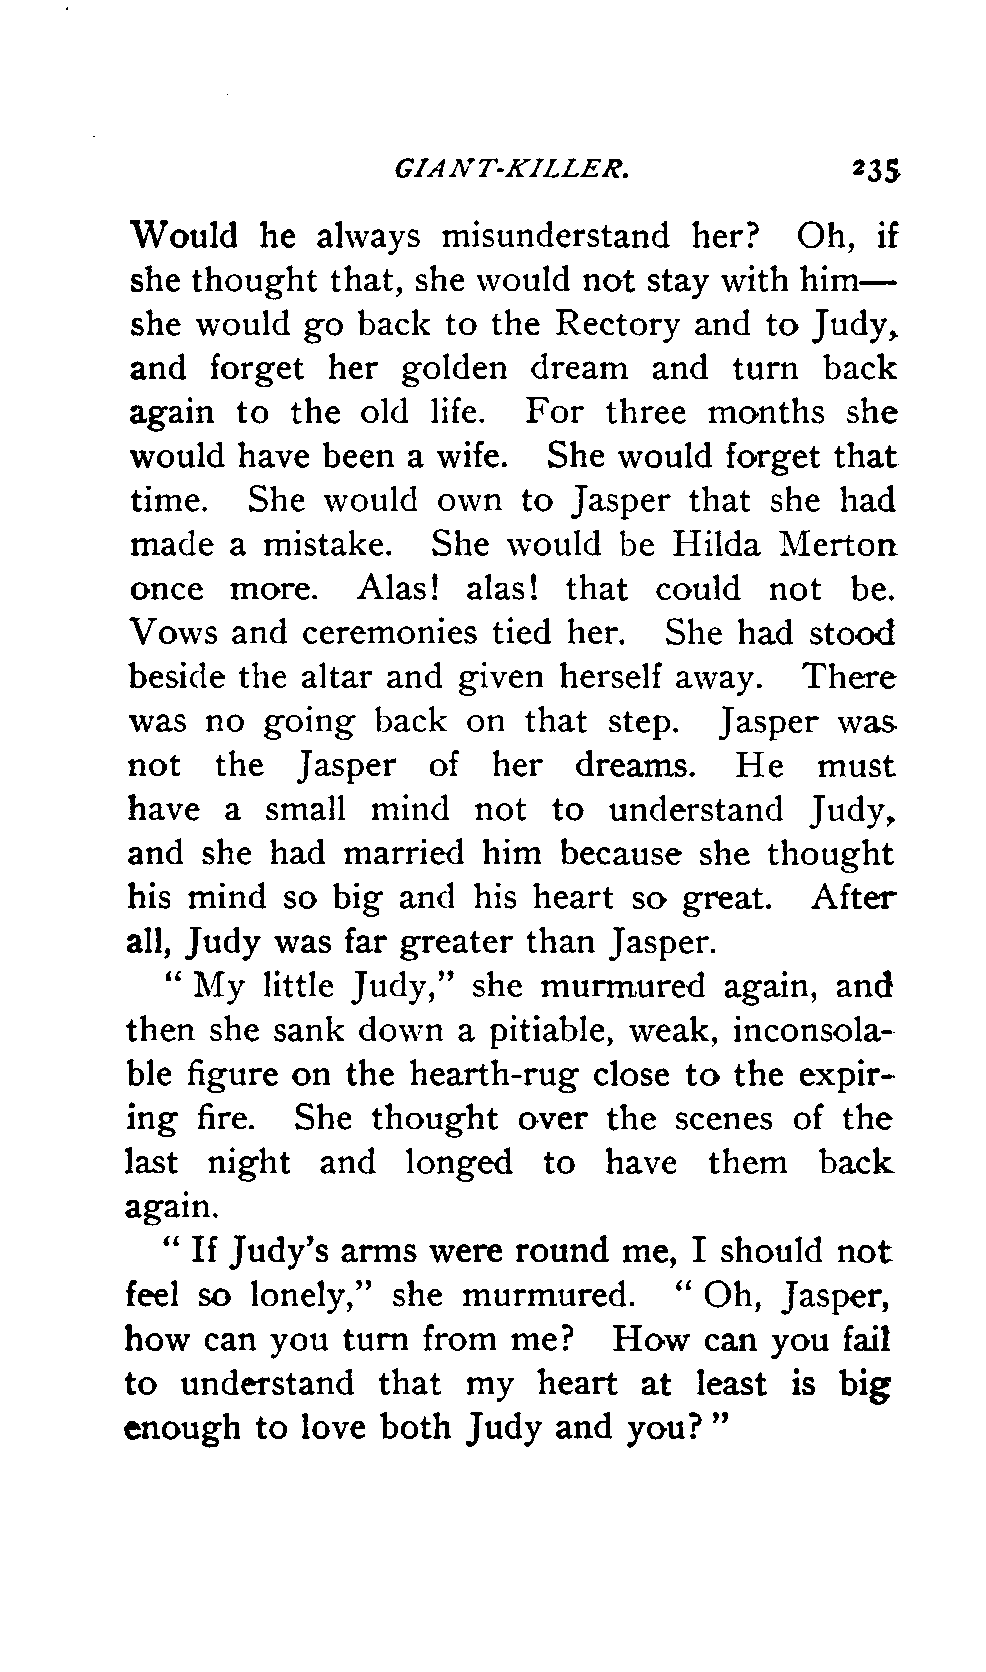 GIANT-KILLER. 235
Would he always misunderstand her? Oh, if
she thought that, she would not stay with him—
she would go back to the Rectory and to Judy,
and forget her golden dream and turn back
again to the old life. For three months she
would have been a wife. She would forget that
time. She would own to Jasper that she had
made a mistake. She would be Hilda Merton
once more. Alas! alas! that could not be.
Vows and ceremonies tied her. She had stood
beside the altar and given herself away. There
was no going back on that step. Jasper was
not the Jasper of her dreams. He must
have a small mind not to understand Judy,
and she had married him because she thought
his mind so big and his heart so great. After
all, Judy was far greater than Jasper.
“ My little Judy,” she murmured again, and
then she sank down a pitiable, weak, inconsola-
ble figure on the hearth-rug close to the expir-
ing fire. She thought over the scenes of the
last night and longed to have them back
again.
“ If Judy’s arms were round me, I should not
feel so lonely,” she murmured. “ Oh, Jasper,
how can you turn from me? How can you fail
to understand that my heart at least is big
enough to love both Judy and you? ”